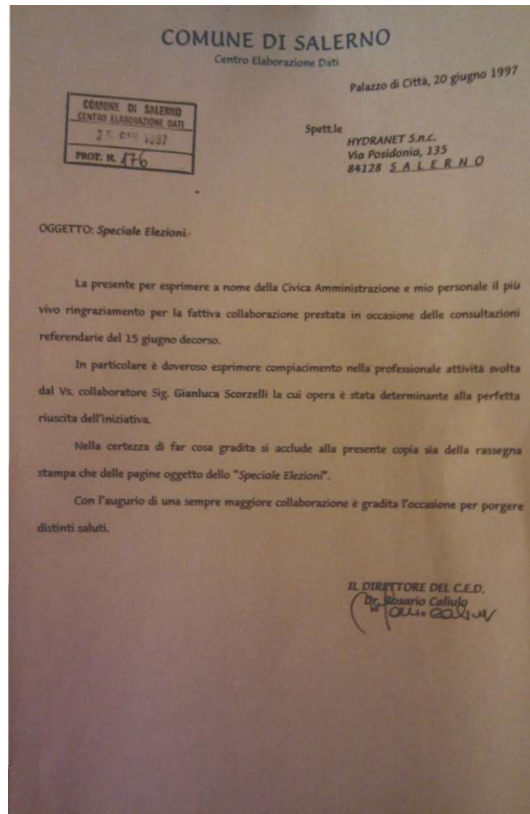 COMUNE DI SALERNO
Centro Elaborazione Dati
Palazzo di Città, 20 giugno 1997
COMUNE DI SALERNO
CENTRO ELABORAZIONE DATI
25 1997
PROT. N. 176
Spett.le
HYDRANET S.n.c.
Via Posidonia, 135
84128 S A L E R N O
OGGETTO: Speciale Elezioni.-
La presente per esprimere a nome della Civica Amministrazione e mio personale il più
vivo ringraziamento per la fattiva collaborazione prestata in occasione delle consultazioni
referendarie del 15 giugno decorso.
In particolare è doveroso esprimere compiacimento nella professionale attività svolta
dal Vs. collaboratore Sig. Gianluca Scorzelli la cui opera è stata determinante alla perfetta
riuscita dell'iniziativa.
Nella certezza di far cosa gradita si acclude alla presente copia sia della rassegna
stampa che delle pagine oggetto dello "Speciale Elezioni".
Con l'augurio di una sempre maggiore collaborazione è gradita l'occasione per porgere
distinti saluti.
IL DIRETTORE DEL C.E.D.
Dr. Rosario Caliulo